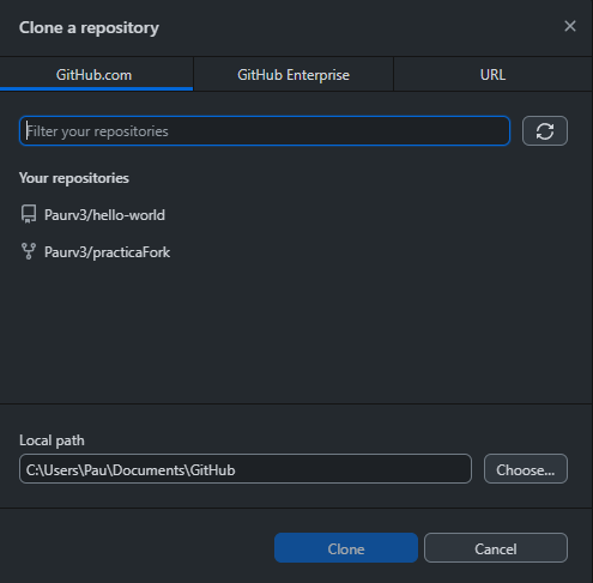 Clone a repository
GitHub.com
GitHub Enterprise
URL
Filter your repositories
Your repositories
Paurv3/hello-world
Paurv3/practicaFork
Local path
C:\Users\Pau\Documents\GitHub
Choose...
Clone
Cancel